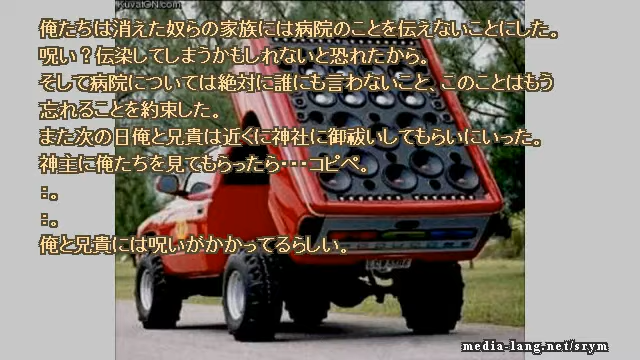 KuvatON.com
俺たちは消えた奴らの家族には病院のことを伝えないことにした。
呪い？伝染してしまうかもしれないと恐れたから。
そして病院については絶対に誰にも言わないこと、このことはもう
忘れることを約束した。
また次の日俺と兄貴は近くに神社に御祓いしてもらいにいった。
神主に俺たちを見てもらったら・・・コピペ。
：。
：。
俺と兄貴には呪いがかかってるらしい。
media-lang.net/srym